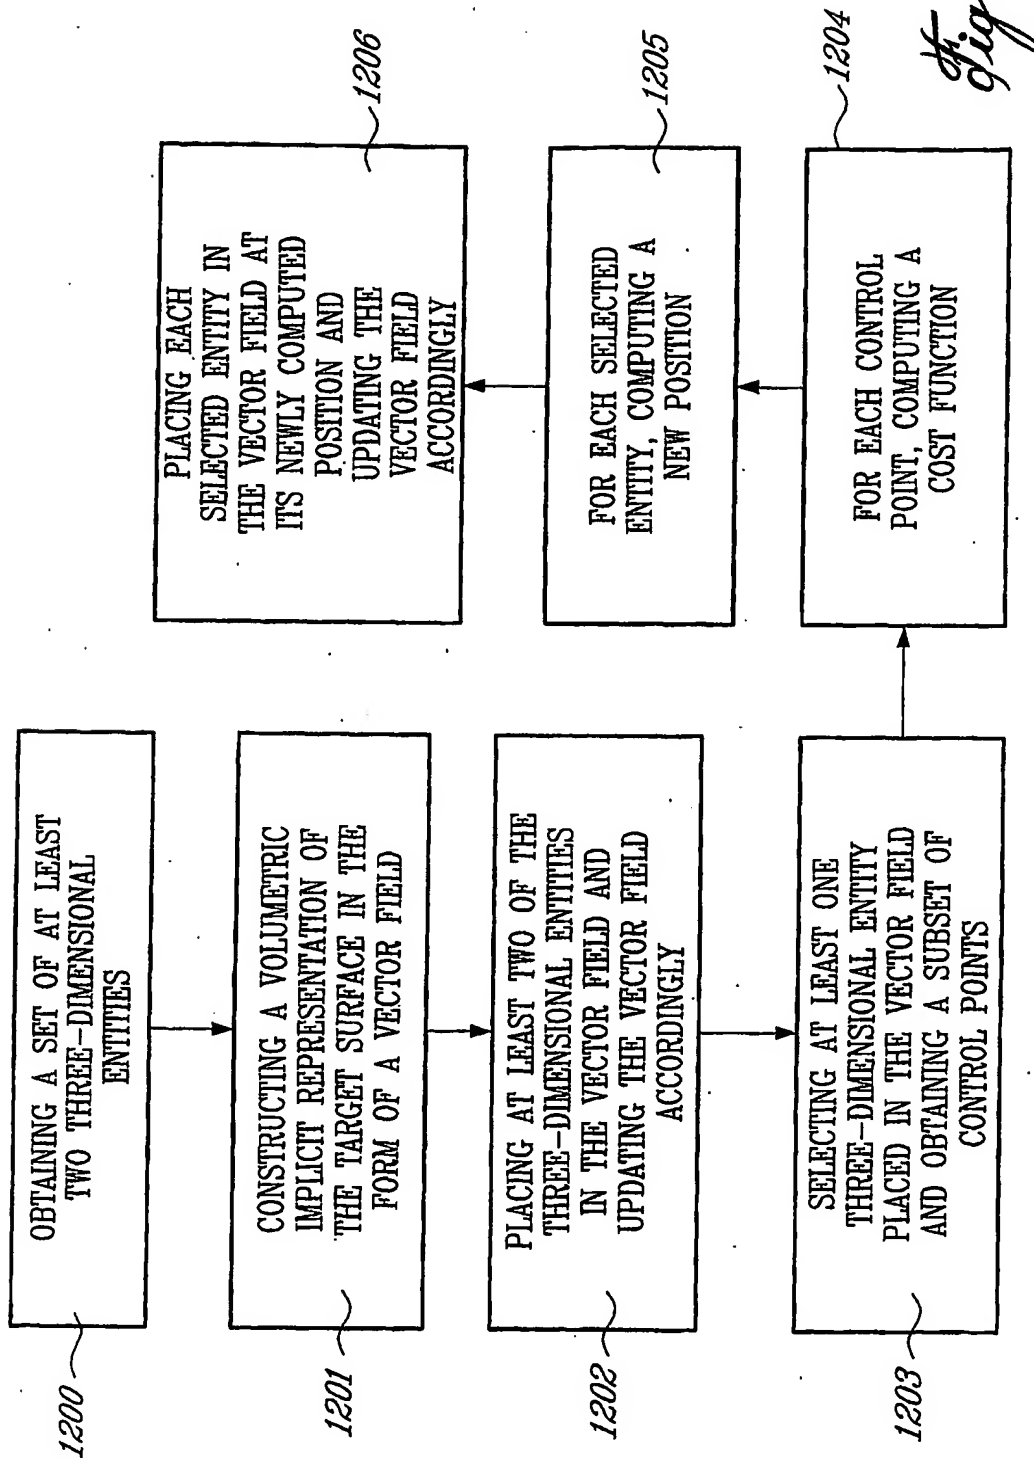 1200
OBTAINING A SET OF AT LEAST
TWO THREE-DIMENSIONAL
ENTITIES
1201
CONSTRUCTING A VOLUMETRIC
IMPLICIT REPRESENTATION OF
THE TARGET SURFACE IN THE
FORM OF A VECTOR FIELD
1202
PLACING AT LEAST TWO OF THE
THREE-DIMENSIONAL ENTITIES
IN THE VECTOR FIELD AND
UPDATING THE VECTOR FIELD
ACCORDINGLY
1203
SELECTING AT LEAST ONE
THREE-DIMENSIONAL ENTITY
PLACED IN THE VECTOR FIELD
AND OBTAINING A SUBSET OF
CONTROL POINTS
1204
FOR EACH CONTROL
POINT, COMPUTING A
COST FUNCTION
1205
FOR EACH SELECTED
ENTITY, COMPUTING A
NEW POSITION
1206
PLACING EACH
SELECTED ENTITY IN
THE VECTOR FIELD AT
ITS NEWLY COMPUTED
POSITION AND
UPDATING THE
VECTOR FIELD
ACCORDINGLY
Fig